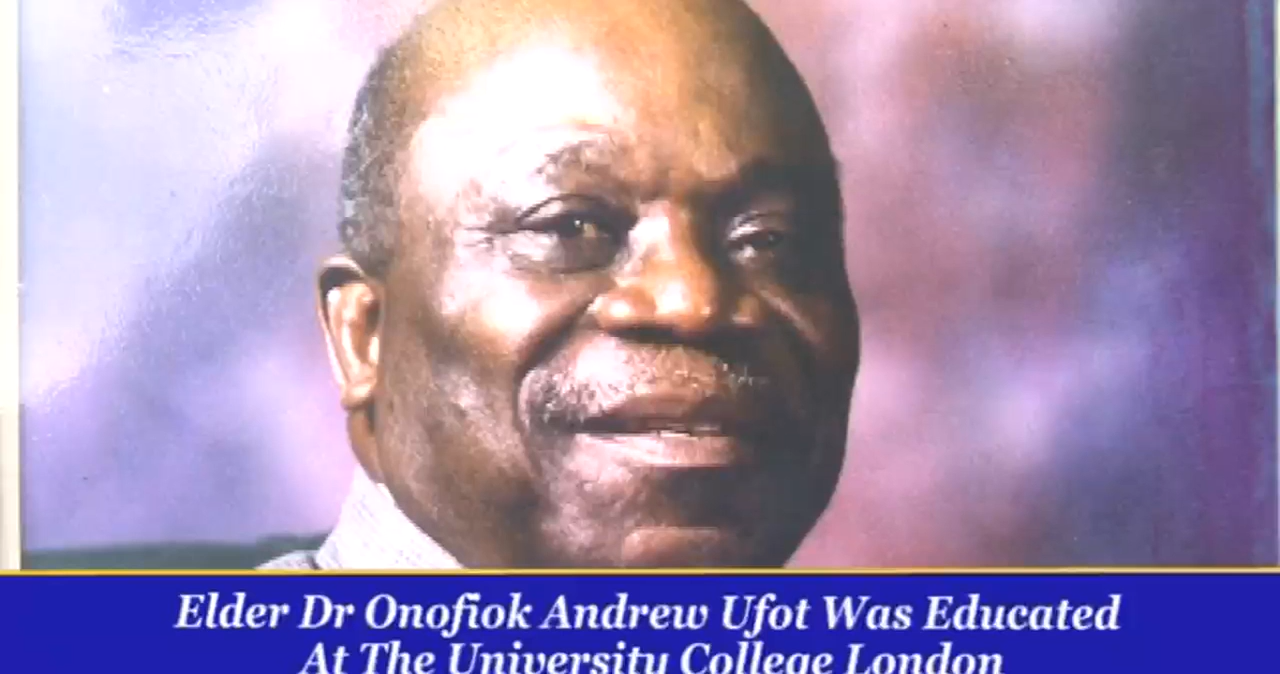 Elder Dr Onofiok Andrew Ufot Was Educated
At The University College London